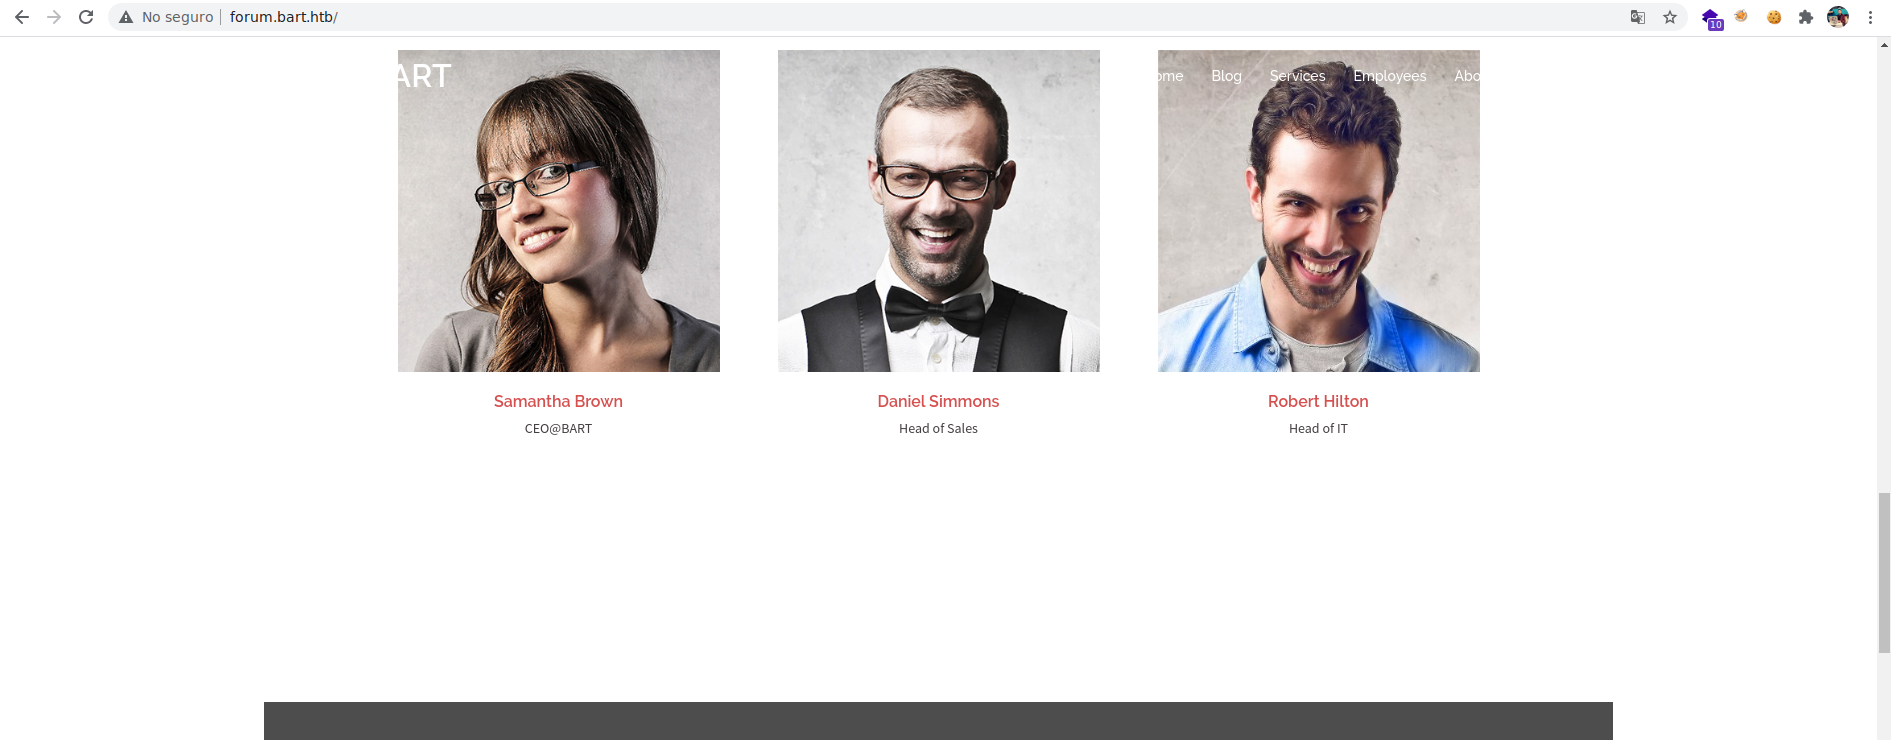 No seguro forum.bart.htb/
10
ART
ome Blog Services Employees Abo
Samantha Brown Daniel Simmons Robert Hilton
CEO@BART Head of Sales Head of IT